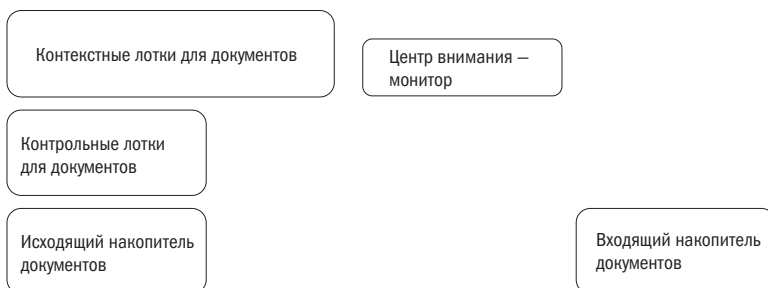 Контекстные лотки для документов
Центр внимания —
монитор
Контрольные лотки
для документов
Исходящий накопитель
документов
Входящий накопитель
документов